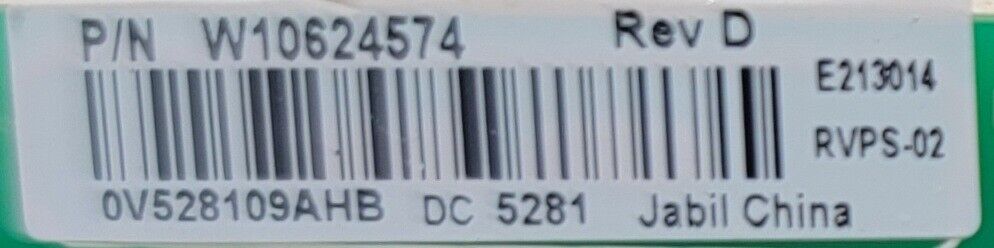 P/N W10624574 Rev D
E213014
RVPS-02
0V528109AHB DC 5281 Jabil China